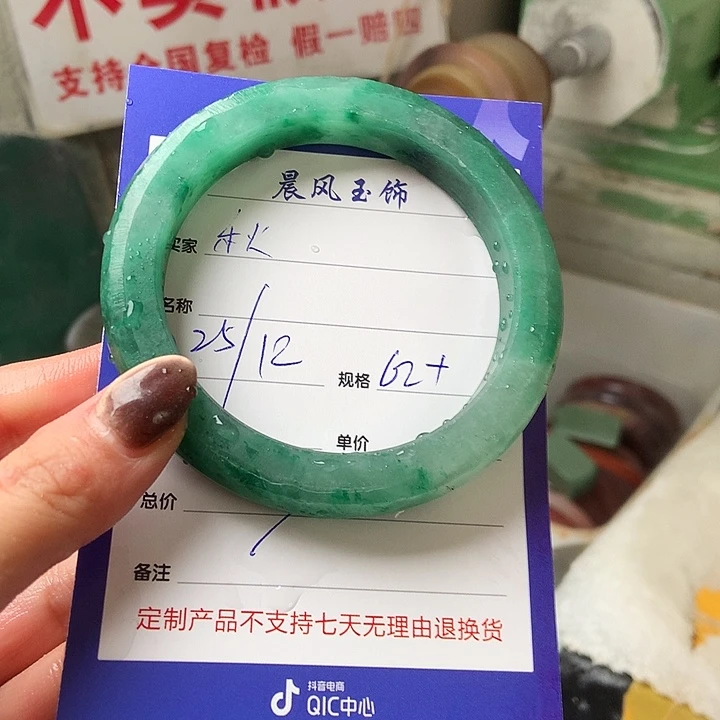 支持全国复检 假一赔
晨风玉饰
买家
名称
25/12
规格 62+
单价
总价
备注
定制产品不支持七天无理由退换货
抖音电商
QIC中心